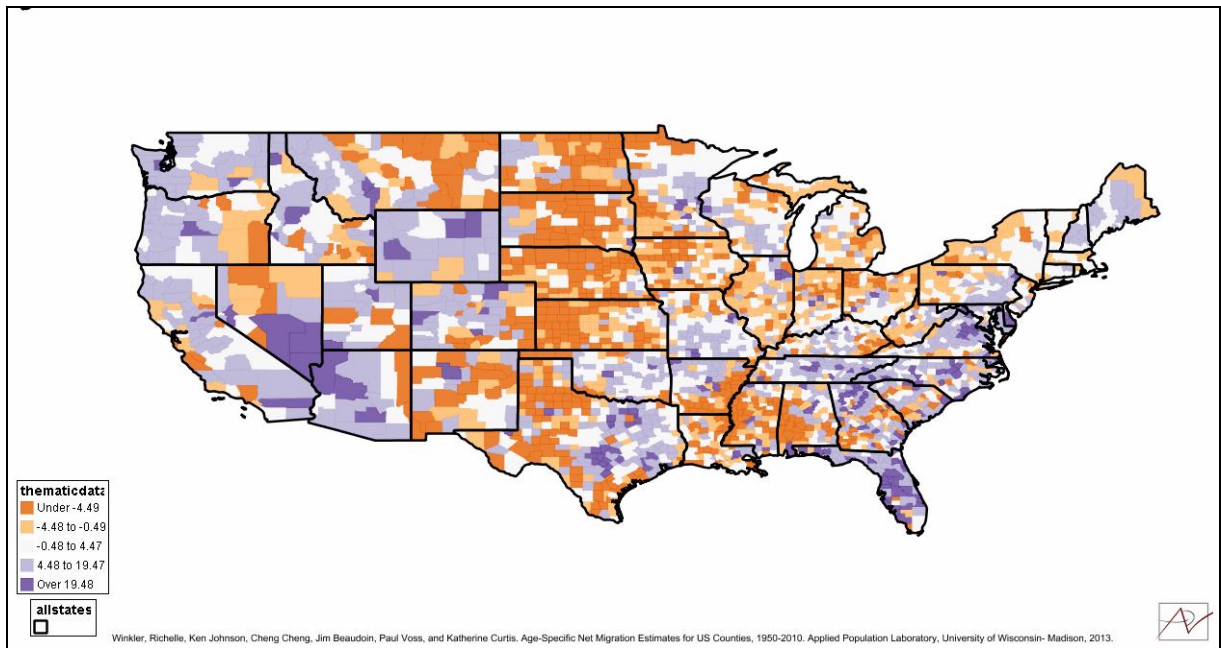 thematicdata
Under -4.49
-4.48 to -0.49
-0.48 to 4.47
4.48 to 19.47
Over 19.48
allstates
Winkler, Richelle, Ken Johnson, Cheng Cheng, Jim Beaudoin, Paul Voss, and Katherine Curtis. Age-Specific Net Migration Estimates for US Counties, 1950-2010. Applied Population Laboratory, University of Wisconsin- Madison, 2013.